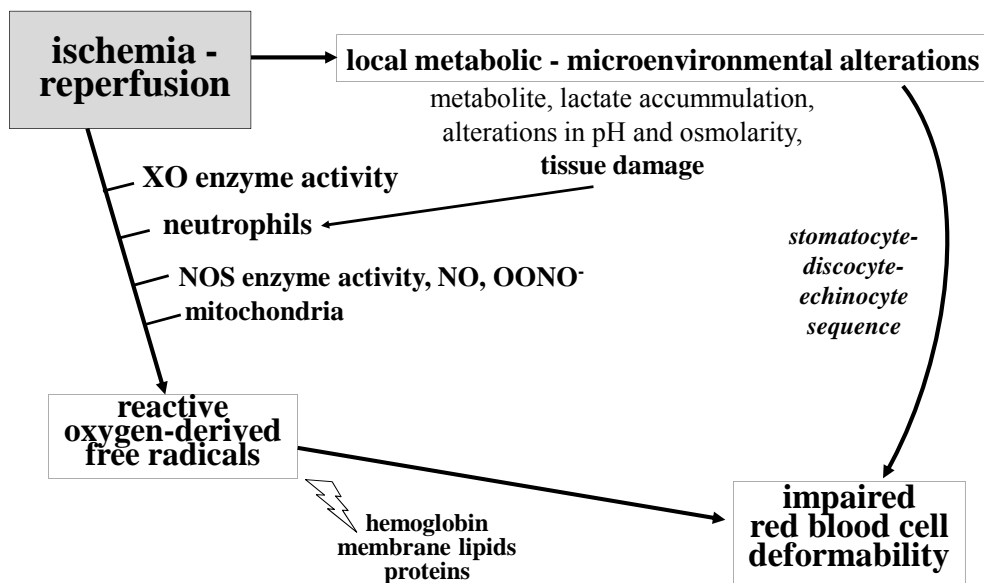 ischemia -
reperfusion
local metabolic - microenvironmental alterations
metabolite, lactate accummulation,
alterations in pH and osmolarity,
tissue damage
XO enzyme activity
neutrophils
NOS enzyme activity, NO, OONO⁻
mitochondria
stomatocyte-
discocyte-
echinocyte
sequence
reactive
oxygen-derived
free radicals
hemoglobin
membrane lipids
proteins
impaired
red blood cell
deformability